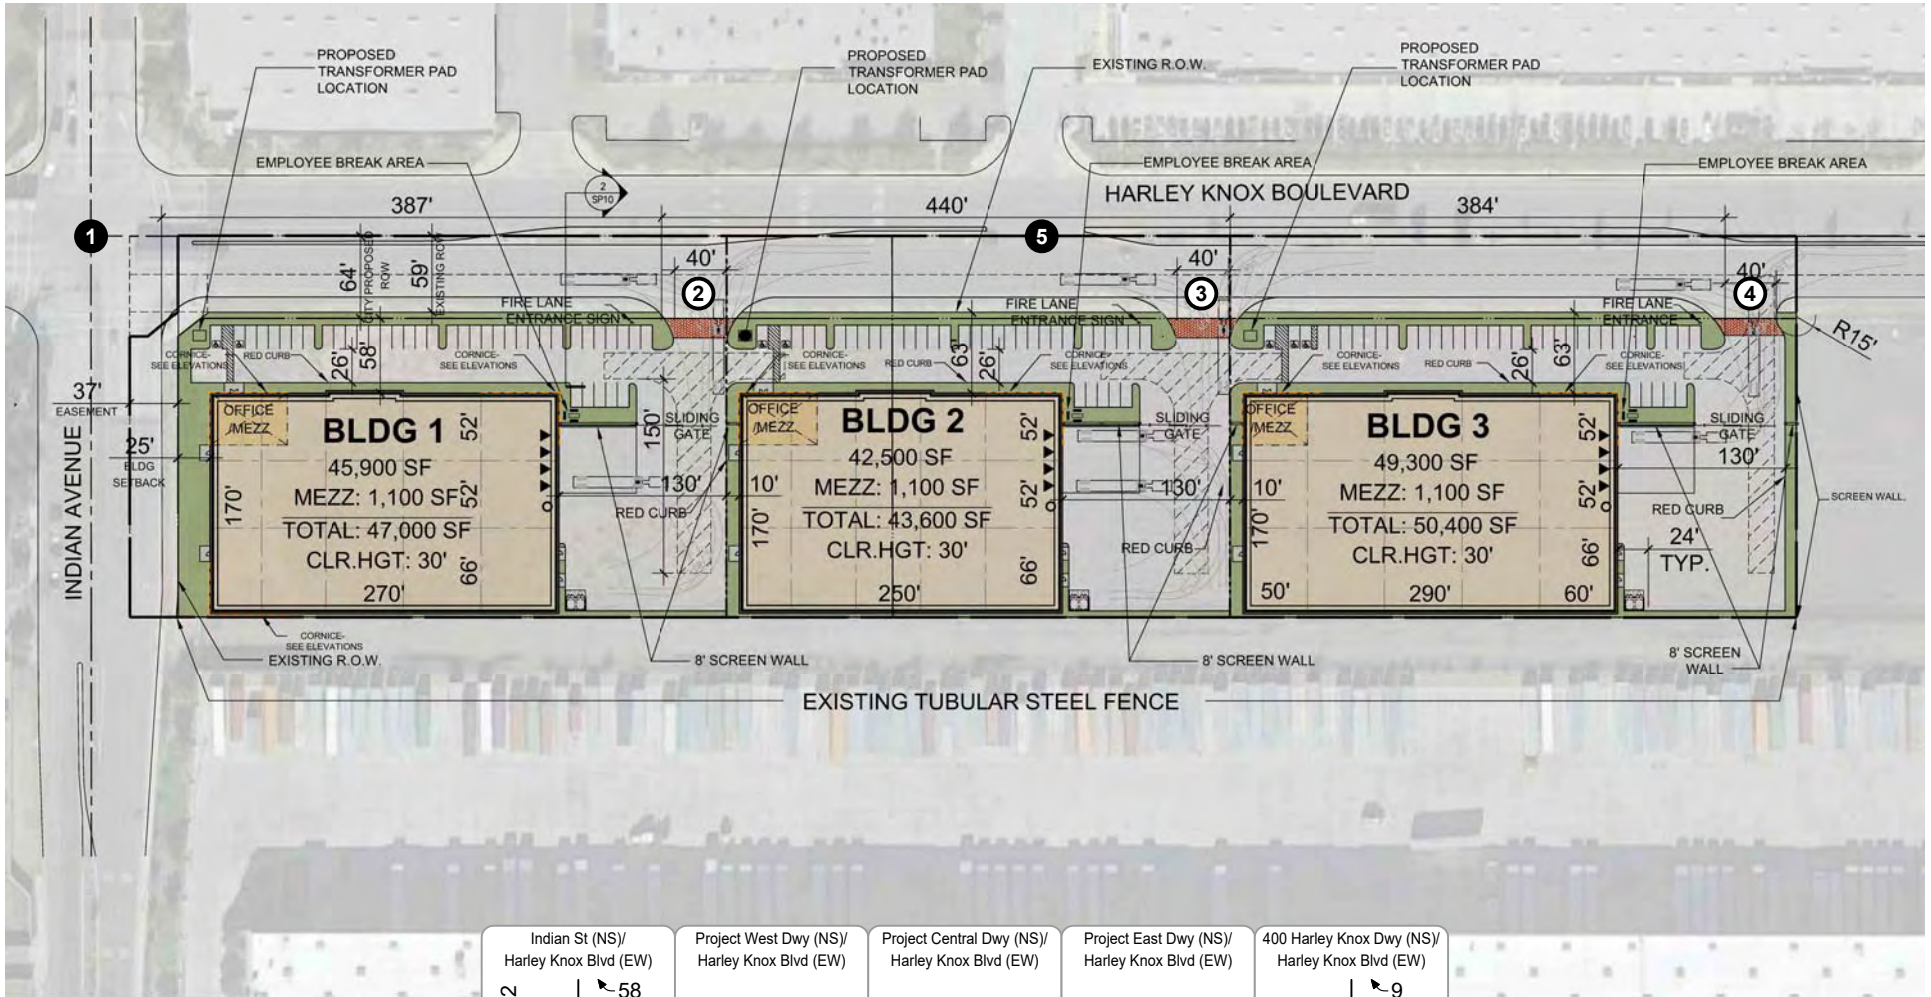 PROPOSED
TRANSFORMER PAD
LOCATION
PROPOSED
TRANSFORMER PAD
LOCATION
EXISTING R.O.W.
PROPOSED
TRANSFORMER PAD
LOCATION
EMPLOYEE BREAK AREA
EMPLOYEE BREAK AREA
EMPLOYEE BREAK AREA
2
SP10
HARLEY KNOX BOULEVARD
387'
440'
384'
1
5
64'
CITY PROPOSED
ROW
59'
EXISTING ROW
40'
40'
40'
2
3
4
FIRE LANE
ENTRANCE SIGN
FIRE LANE
ENTRANCE SIGN
FIRE LANE
ENTRANCE
R15'
CORNICE-
SEE ELEVATIONS
RED CURB
26'
58'
CORNICE-
SEE ELEVATIONS
CORNICE-
SEE ELEVATIONS
RED CURB
63'
26'
CORNICE-
SEE ELEVATIONS
CORNICE-
SEE ELEVATIONS
RED CURB
26'
63'
CORNICE-
SEE ELEVATIONS
37'
EASEMENT
25'
BLDG
SETBACK
INDIAN AVENUE
OFFICE
/MEZZ
BLDG 1
45,900 SF
MEZZ: 1,100 SF
TOTAL: 47,000 SF
CLR.HGT: 30'
270'
170'
52'
52'
66'
150'
SLIDING
GATE
130'
RED CURB
OFFICE
/MEZZ
BLDG 2
42,500 SF
MEZZ: 1,100 SF
TOTAL: 43,600 SF
CLR.HGT: 30'
250'
10'
170'
52'
52'
66'
SLIDING
GATE
130'
RED CURB
OFFICE
/MEZZ
BLDG 3
49,300 SF
MEZZ: 1,100 SF
TOTAL: 50,400 SF
CLR.HGT: 30'
50'
290'
60'
10'
170'
52'
52'
66'
SLIDING
GATE
130'
RED CURB
24'
TYP.
SCREEN WALL
CORNICE-
SEE ELEVATIONS
EXISTING R.O.W.
8' SCREEN WALL
8' SCREEN WALL
8' SCREEN
WALL
EXISTING TUBULAR STEEL FENCE
Indian St (NS)/
Harley Knox Blvd (EW)
2
58
Project West Dwy (NS)/
Harley Knox Blvd (EW)
Project Central Dwy (NS)/
Harley Knox Blvd (EW)
Project East Dwy (NS)/
Harley Knox Blvd (EW)
400 Harley Knox Dwy (NS)/
Harley Knox Blvd (EW)
9